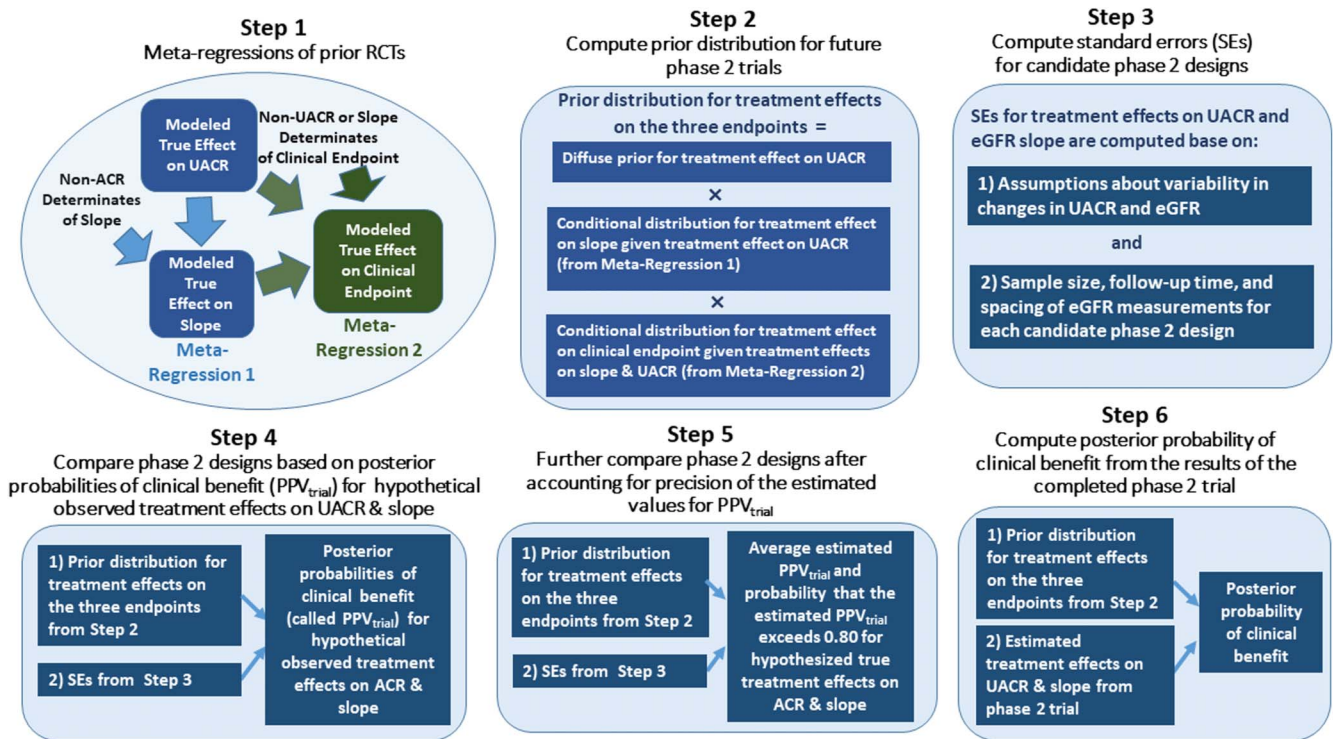 Step 1
Meta-regressions of prior RCTs
Modeled
True Effect
on UACR
Non-UACR or Slope
Determinates
of Clinical Endpoint
Non-ACR
Determinates
of Slope
Modeled
True
Effect on
Slope
Modeled
True Effect
on Clinical
Endpoint
Meta-
Regression 1
Meta-
Regression 2
Step 2
Compute prior distribution for future
phase 2 trials
Prior distribution for treatment effects
on the three endpoints =
Diffuse prior for treatment effect on UACR
×
Conditional distribution for treatment effect
on slope given treatment effect on UACR
(from Meta-Regression 1)
×
Conditional distribution for treatment effect
on clinical endpoint given treatment effects
on slope & UACR (from Meta-Regression 2)
Step 3
Compute standard errors (SEs)
for candidate phase 2 designs
SEs for treatment effects on UACR and
eGFR slope are computed base on:
1) Assumptions about variability in
changes in UACR and eGFR
and
2) Sample size, follow-up time, and
spacing of eGFR measurements for
each candidate phase 2 design
Step 4
Compare phase 2 designs based on posterior
probabilities of clinical benefit (PPVtrial) for hypothetical
observed treatment effects on UACR & slope
1) Prior distribution for
treatment effects on
the three endpoints
from Step 2
2) SEs from Step 3
Posterior
probabilities of
clinical benefit
(called PPVtrial) for
hypothetical
observed treatment
effects on ACR &
slope
Step 5
Further compare phase 2 designs after
accounting for precision of the estimated
values for PPVtrial
1) Prior distribution
for treatment effects
on the three
endpoints from Step 2
2) SEs from Step 3
Average estimated
PPVtrial and
probability that the
estimated PPVtrial
exceeds 0.80 for
hypothesized true
treatment effects on
ACR & slope
Step 6
Compute posterior probability of
clinical benefit from the results of the
completed phase 2 trial
1) Prior distribution
for treatment effects
on the three
endpoints from Step 2
2) Estimated
treatment effects on
UACR & slope from
phase 2 trial
Posterior
probability
of clinical
benefit